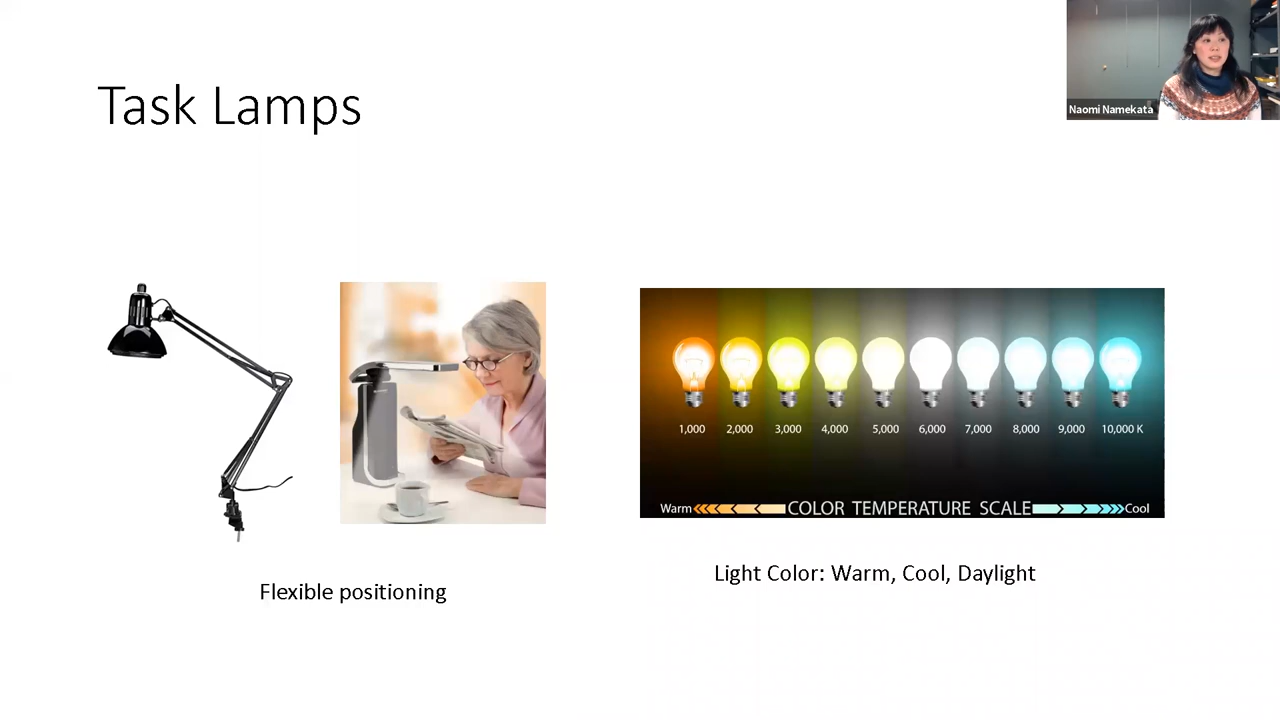 Task Lamps
Naomi Namekata
1,000 2,000 3,000 4,000 5,000 6,000 7,000 8,000 9,000 10,000 K
Warm COLOR TEMPERATURE SCALE Cool
Flexible positioning
Light Color: Warm, Cool, Daylight